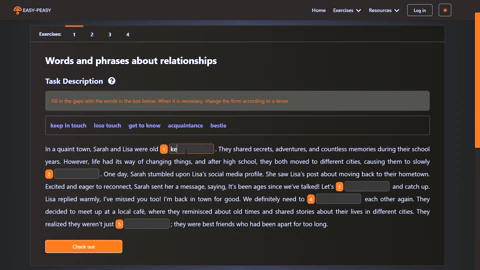 EASY-PEASY
Home Exercises Resources Log in
Exercises: 1 2 3 4
Words and phrases about relationships
Task Description ?
Fill in the gaps with the words in the box below. When it is necessary, change the form according to a tense
keep in touch lose touch get to know acquaintance bestie
In a quaint town, Sarah and Lisa were old 1 ke . They shared secrets, adventures, and countless memories during their school
years. However, life had its way of changing things, and after high school, they both moved to different cities, causing them to slowly
. One day, Sarah stumbled upon Lisa's social media profile. She saw Lisa's post about moving back to their hometown.
Excited and eager to reconnect, Sarah sent her a message, saying, It's been ages since we've talked! Let's and catch up.
Lisa replied warmly, I've missed you too! I'm back in town for good. We definitely need to 4 each other again. They
decided to meet up at a local café, where they reminisced about old times and shared stories about their lives in different cities. They
realized they weren't just 5 ; they were best friends who had been apart for too long.
Check out